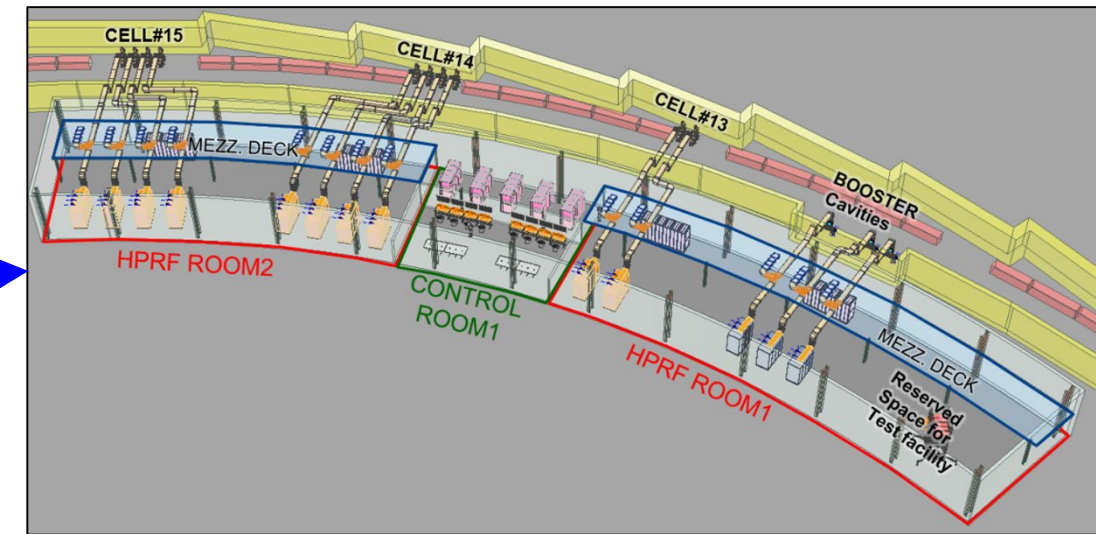 CELL#15
CELL#14
CELL#13
BOOSTER
Cavities
MEZZ. DECK
HPRF ROOM2
CONTROL
ROOM1
HPRF ROOM1
MEZZ. DECK
Reserved
Space for
Test facility